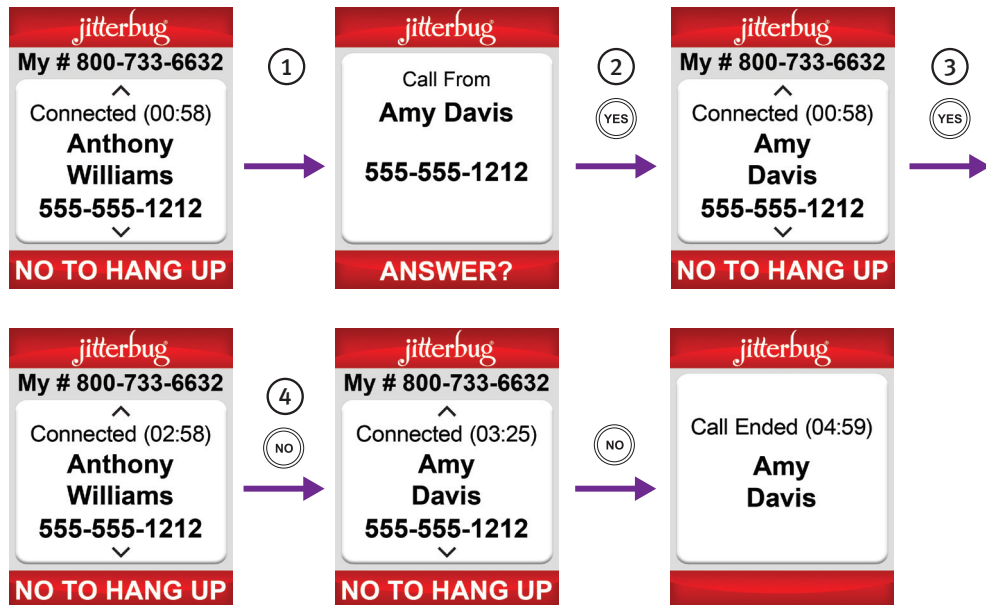 jitterbug
My # 800-733-6632
Connected (00:58)
Anthony
Williams
555-555-1212
NO TO HANG UP
1
jitterbug
Call From
Amy Davis
555-555-1212
ANSWER?
2
YES
jitterbug
My # 800-733-6632
Connected (00:58)
Amy
Davis
555-555-1212
NO TO HANG UP
3
YES
jitterbug
My # 800-733-6632
Connected (02:58)
Anthony
Williams
555-555-1212
NO TO HANG UP
4
NO
jitterbug
My # 800-733-6632
Connected (03:25)
Amy
Davis
555-555-1212
NO TO HANG UP
NO
jitterbug
Call Ended (04:59)
Amy
Davis